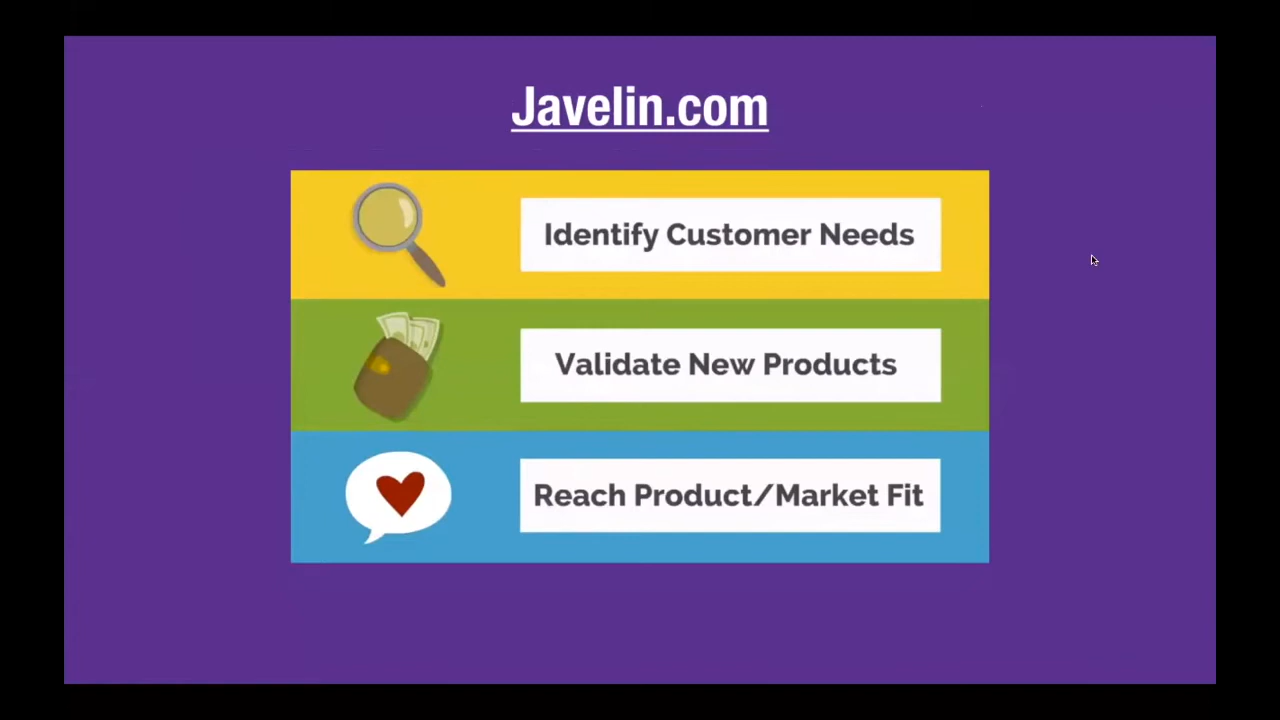 Javelin.com
Identify Customer Needs
Validate New Products
Reach Product/Market Fit